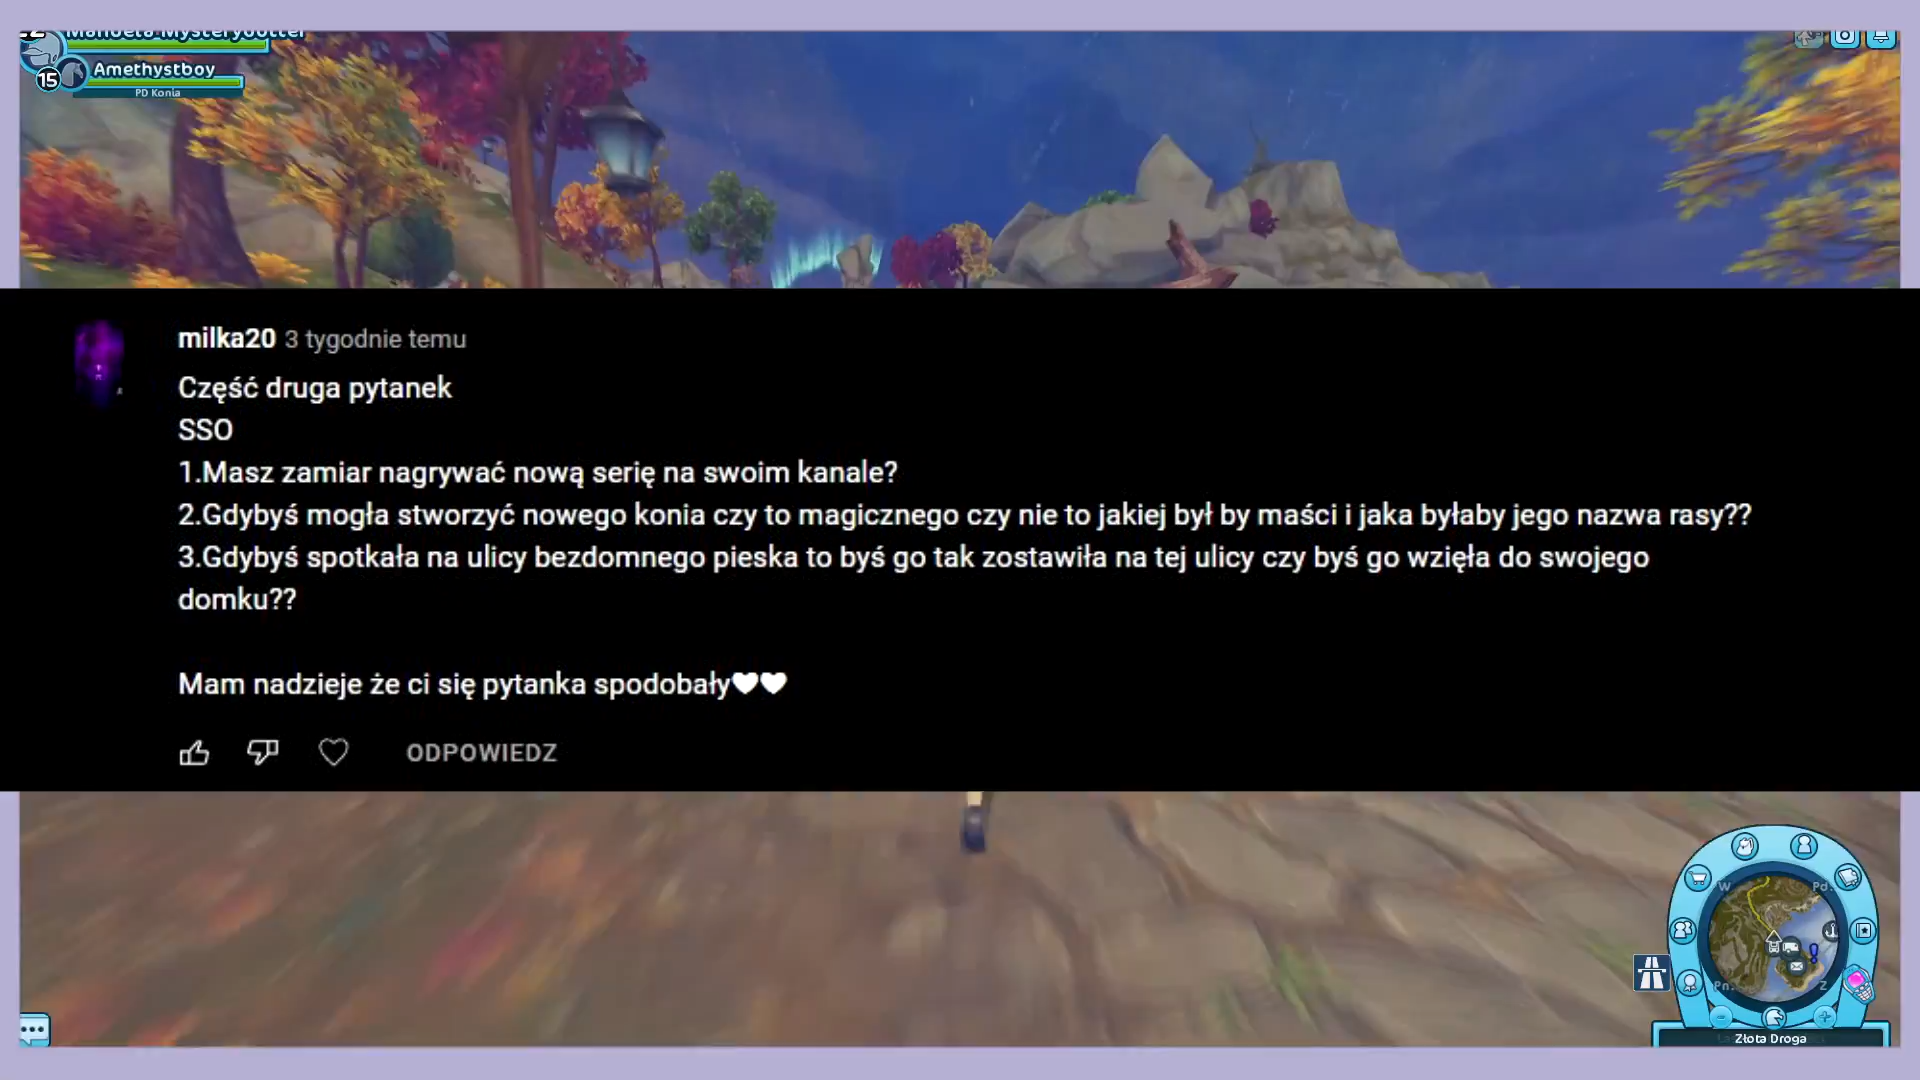 Amethystboy
15
PD Konia
milka20 3 tygodnie temu
Część druga pytanek
SSO
1.Masz zamiar nagrywać nową serię na swoim kanale?
2.Gdybyś mogła stworzyć nowego konia czy to magicznego czy nie to jakiej był by maści i jaka byłaby jego nazwa rasy??
3.Gdybyś spotkała na ulicy bezdomnego pieska to byś go tak zostawiła na tej ulicy czy byś go wzięła do swojego
domku??
Mam nadzieje że ci się pytanka spodobały🤍🤍
ODPOWIEDZ
W Pd.
Pn. Z
Złota Droga